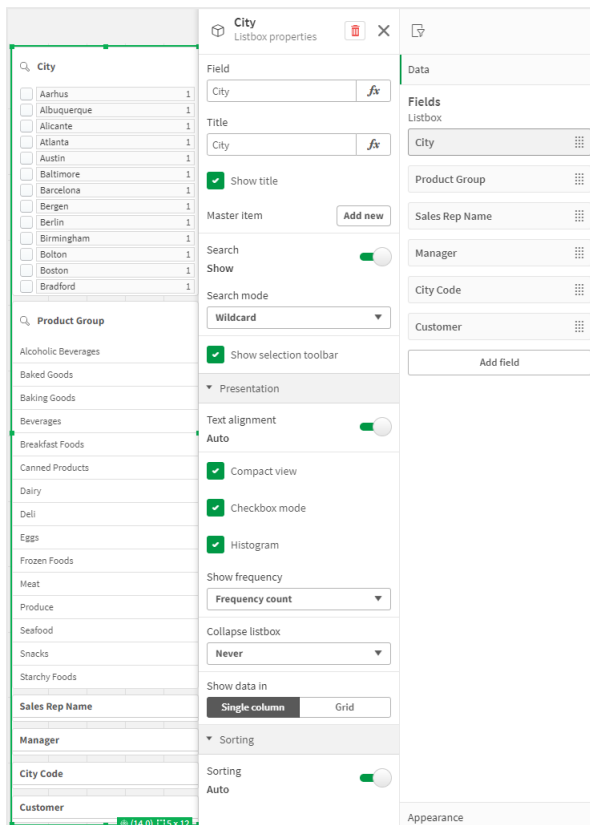 City
Aarhus 1
Albuquerque 1
Alicante 1
Atlanta 1
Austin 1
Baltimore 1
Barcelona 1
Bergen 1
Berlin 1
Birmingham 1
Bolton 1
Boston 1
Bradford 1
Product Group
Alcoholic Beverages
Baked Goods
Baking Goods
Beverages
Breakfast Foods
Canned Products
Dairy
Deli
Eggs
Frozen Foods
Meat
Produce
Seafood
Snacks
Starchy Foods
Sales Rep Name
Manager
City Code
Customer
(14,0) 5 x 12
City
Listbox properties
Field
City fx
Title
City fx
Show title
Master item Add new
Search
Show
Search mode
Wildcard
Show selection toolbar
Presentation
Text alignment
Auto
Compact view
Checkbox mode
Histogram
Show frequency
Frequency count
Collapse listbox
Never
Show data in
Single column Grid
Sorting
Sorting
Auto
Data
Fields
Listbox
City
Product Group
Sales Rep Name
Manager
City Code
Customer
Add field
Appearance